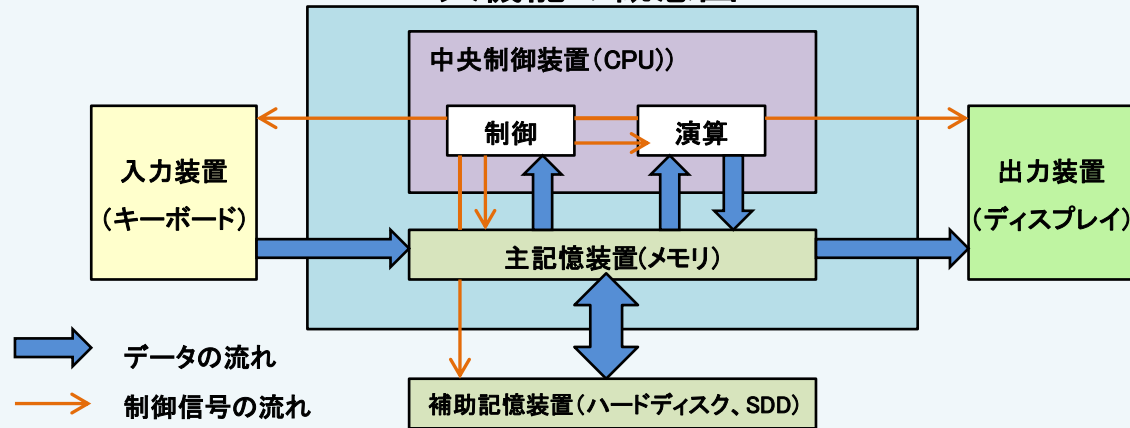 中央制御装置(CPU))
制御
演算
入力装置
(キーボード)
出力装置
(ディスプレイ)
主記憶装置(メモリ)
データの流れ
制御信号の流れ
補助記憶装置(ハードディスク、SDD)